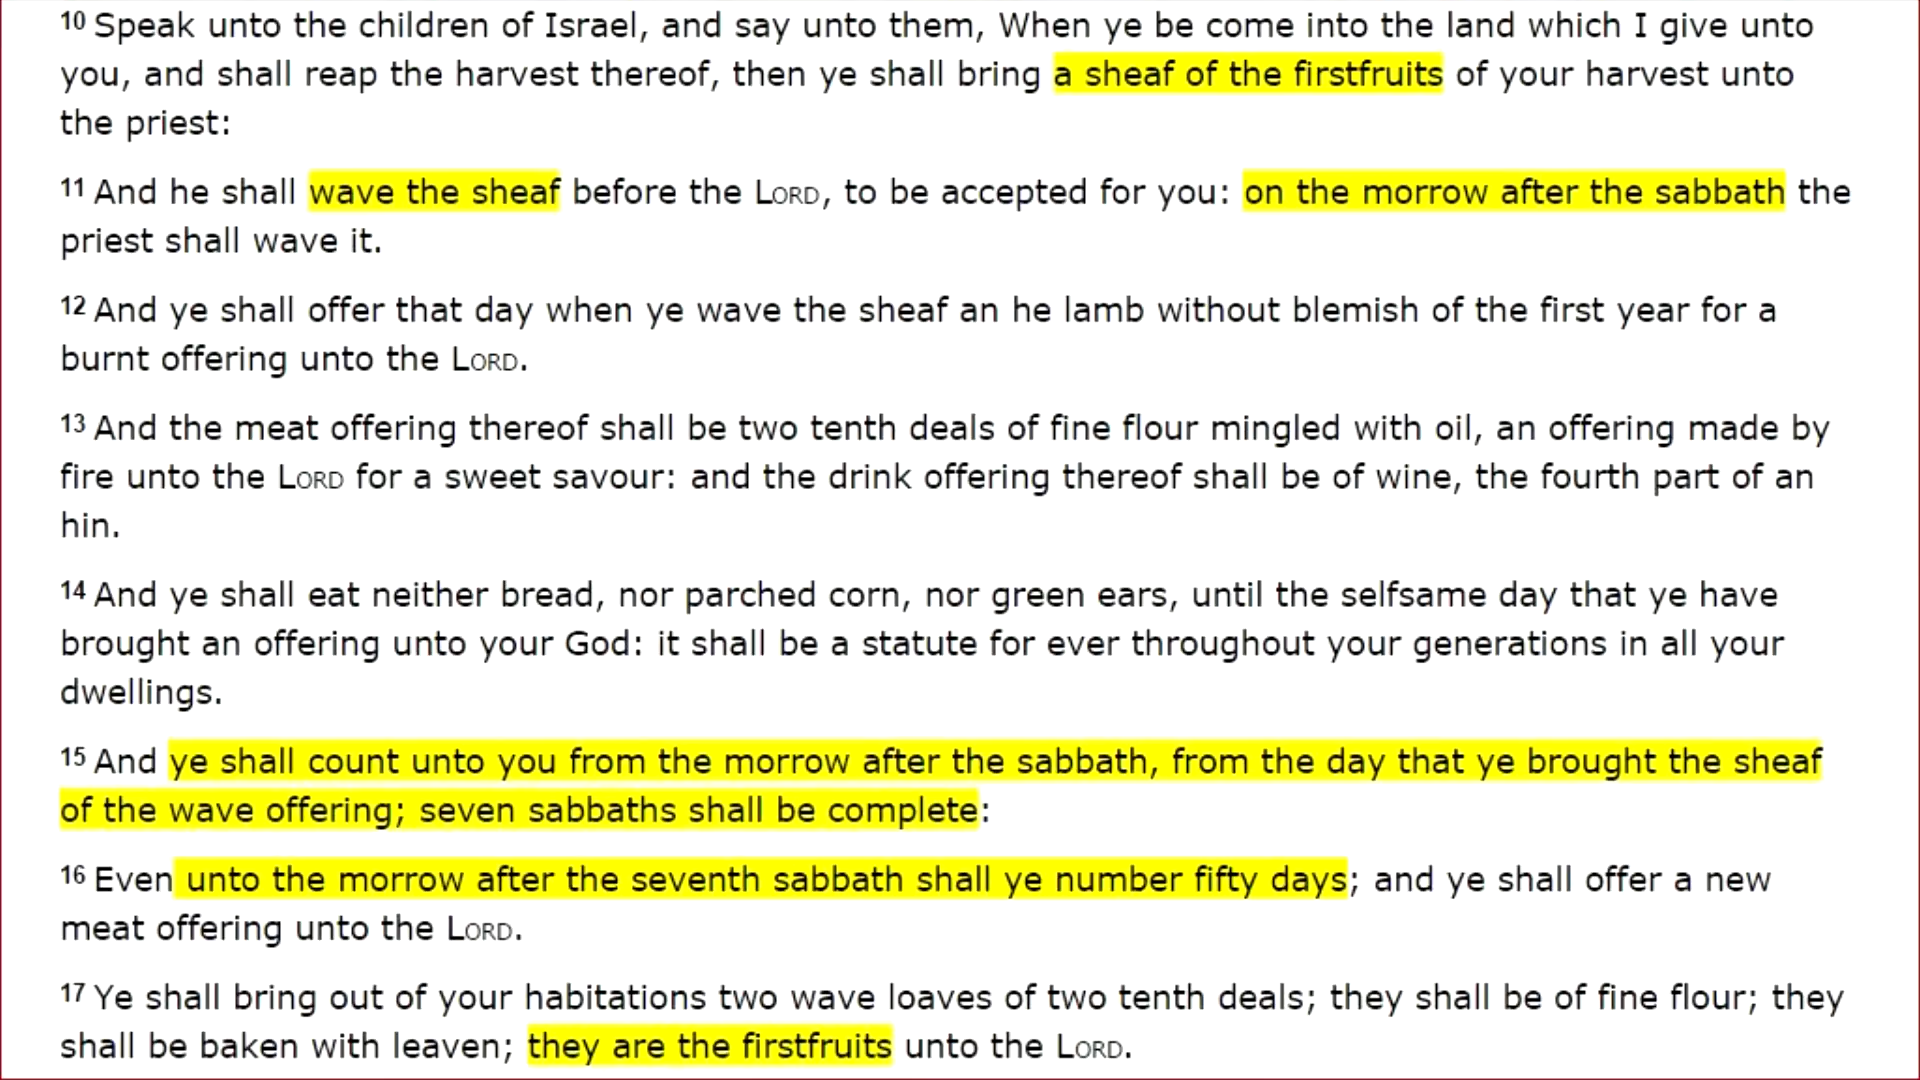 10 Speak unto the children of Israel, and say unto them, When ye be come into the land which I give unto
you, and shall reap the harvest thereof, then ye shall bring a sheaf of the firstfruits of your harvest unto
the priest:
11 And he shall wave the sheaf before the LORD, to be accepted for you: on the morrow after the sabbath the
priest shall wave it.
12 And ye shall offer that day when ye wave the sheaf an he lamb without blemish of the first year for a
burnt offering unto the LORD.
13 And the meat offering thereof shall be two tenth deals of fine flour mingled with oil, an offering made by
fire unto the LORD for a sweet savour: and the drink offering thereof shall be of wine, the fourth part of an
hin.
14 And ye shall eat neither bread, nor parched corn, nor green ears, until the selfsame day that ye have
brought an offering unto your God: it shall be a statute for ever throughout your generations in all your
dwellings.
15 And ye shall count unto you from the morrow after the sabbath, from the day that ye brought the sheaf
of the wave offering; seven sabbaths shall be complete:
16 Even unto the morrow after the seventh sabbath shall ye number fifty days; and ye shall offer a new
meat offering unto the LORD.
17 Ye shall bring out of your habitations two wave loaves of two tenth deals; they shall be of fine flour; they
shall be baken with leaven; they are the firstfruits unto the LORD.